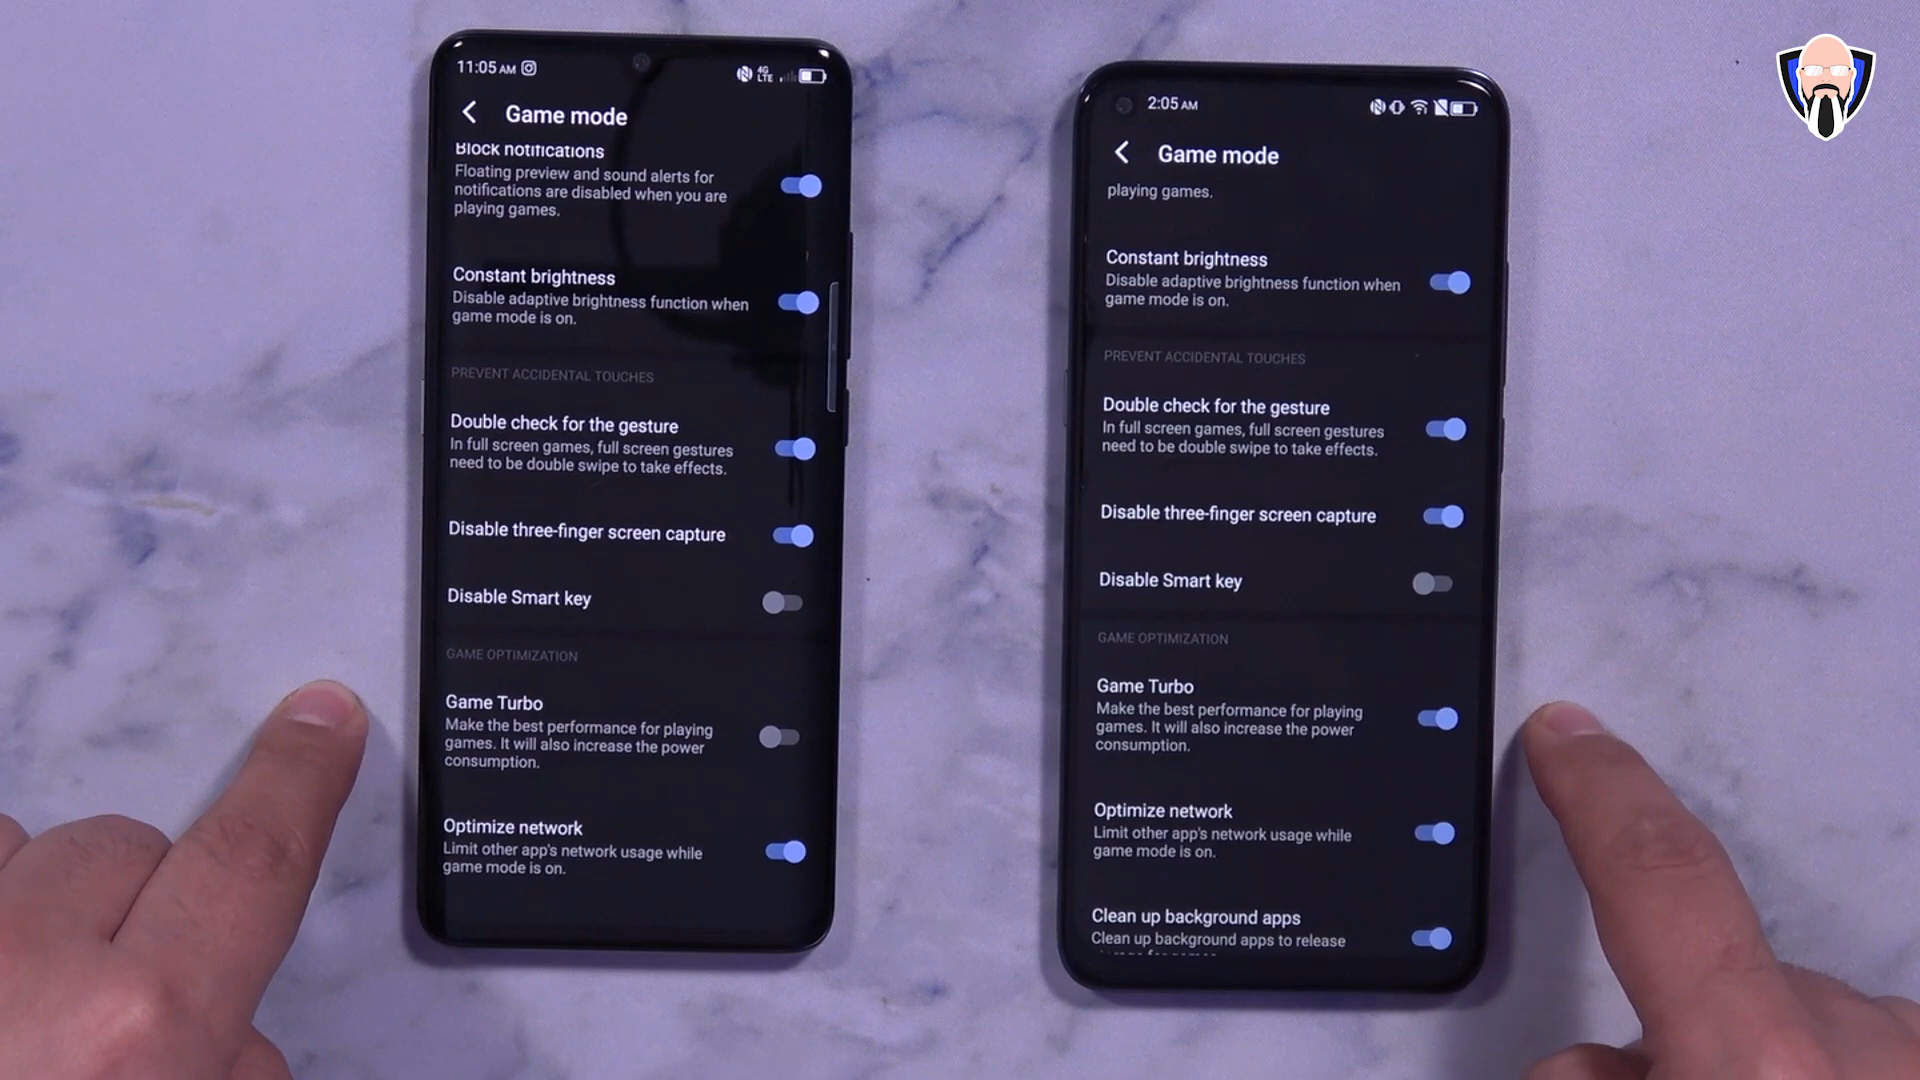 11:05 AM
4G
LTE
Game mode
Block notifications
Floating preview and sound alerts for
notifications are disabled when you are
playing games.
Constant brightness
Disable adaptive brightness function when
game mode is on.
PREVENT ACCIDENTAL TOUCHES
Double check for the gesture
In full screen games, full screen gestures
need to be double swipe to take effects.
Disable three-finger screen capture
Disable Smart key
GAME OPTIMIZATION
Game Turbo
Make the best performance for playing
games. It will also increase the power
consumption.
Optimize network
Limit other app's network usage while
game mode is on.
2:05 AM
Game mode
playing games.
Constant brightness
Disable adaptive brightness function when
game mode is on.
PREVENT ACCIDENTAL TOUCHES
Double check for the gesture
In full screen games, full screen gestures
need to be double swipe to take effects.
Disable three-finger screen capture
Disable Smart key
GAME OPTIMIZATION
Game Turbo
Make the best performance for playing
games. It will also increase the power
consumption.
Optimize network
Limit other app's network usage while
game mode is on.
Clean up background apps
Clean up background apps to release